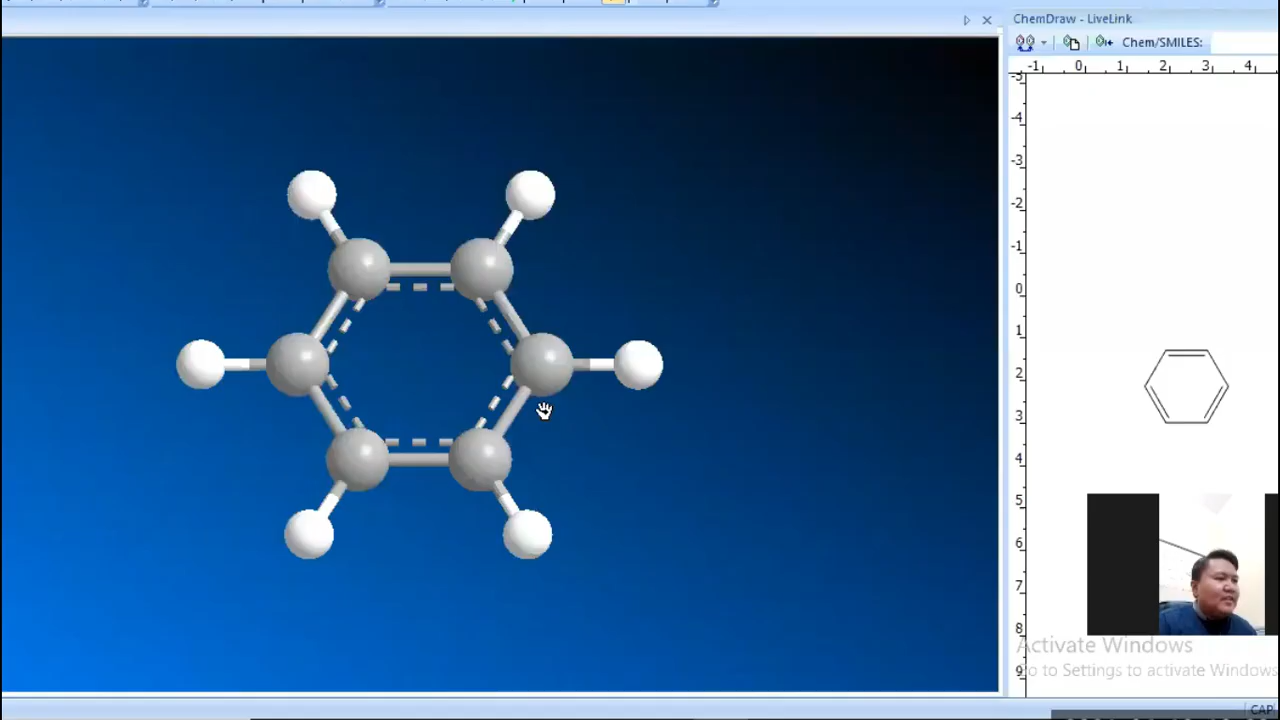 ChemDraw - LiveLink
Chem/SMILES:
-1 0 1 2 3 4
-5
-4
-3
-2
-1
0
1
2
3
4
5
6
7
8
9
Activate Windows
Go to Settings to activate Windows
CAP